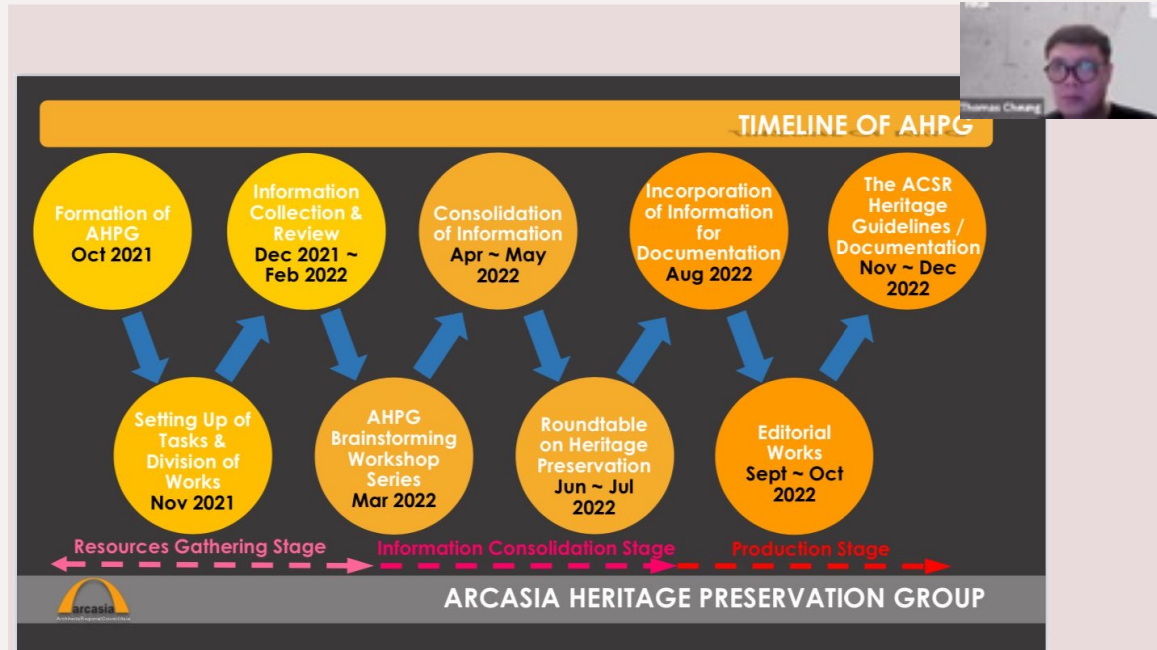 Thomas Cheung
TIMELINE OF AHPG
Formation of
AHPG
Oct 2021
Setting Up of
Tasks &
Division of
Works
Nov 2021
Information
Collection &
Review
Dec 2021 ~
Feb 2022
AHPG
Brainstorming
Workshop
Series
Mar 2022
Consolidation
of Information
Apr ~ May
2022
Roundtable
on Heritage
Preservation
Jun ~ Jul
2022
Incorporation
of Information
for
Documentation
Aug 2022
Editorial
Works
Sept ~ Oct
2022
The ACSR
Heritage
Guidelines /
Documentation
Nov ~ Dec
2022
Resources Gathering Stage
Information Consolidation Stage
Production Stage
arcasia
ARCASIA HERITAGE PRESERVATION GROUP